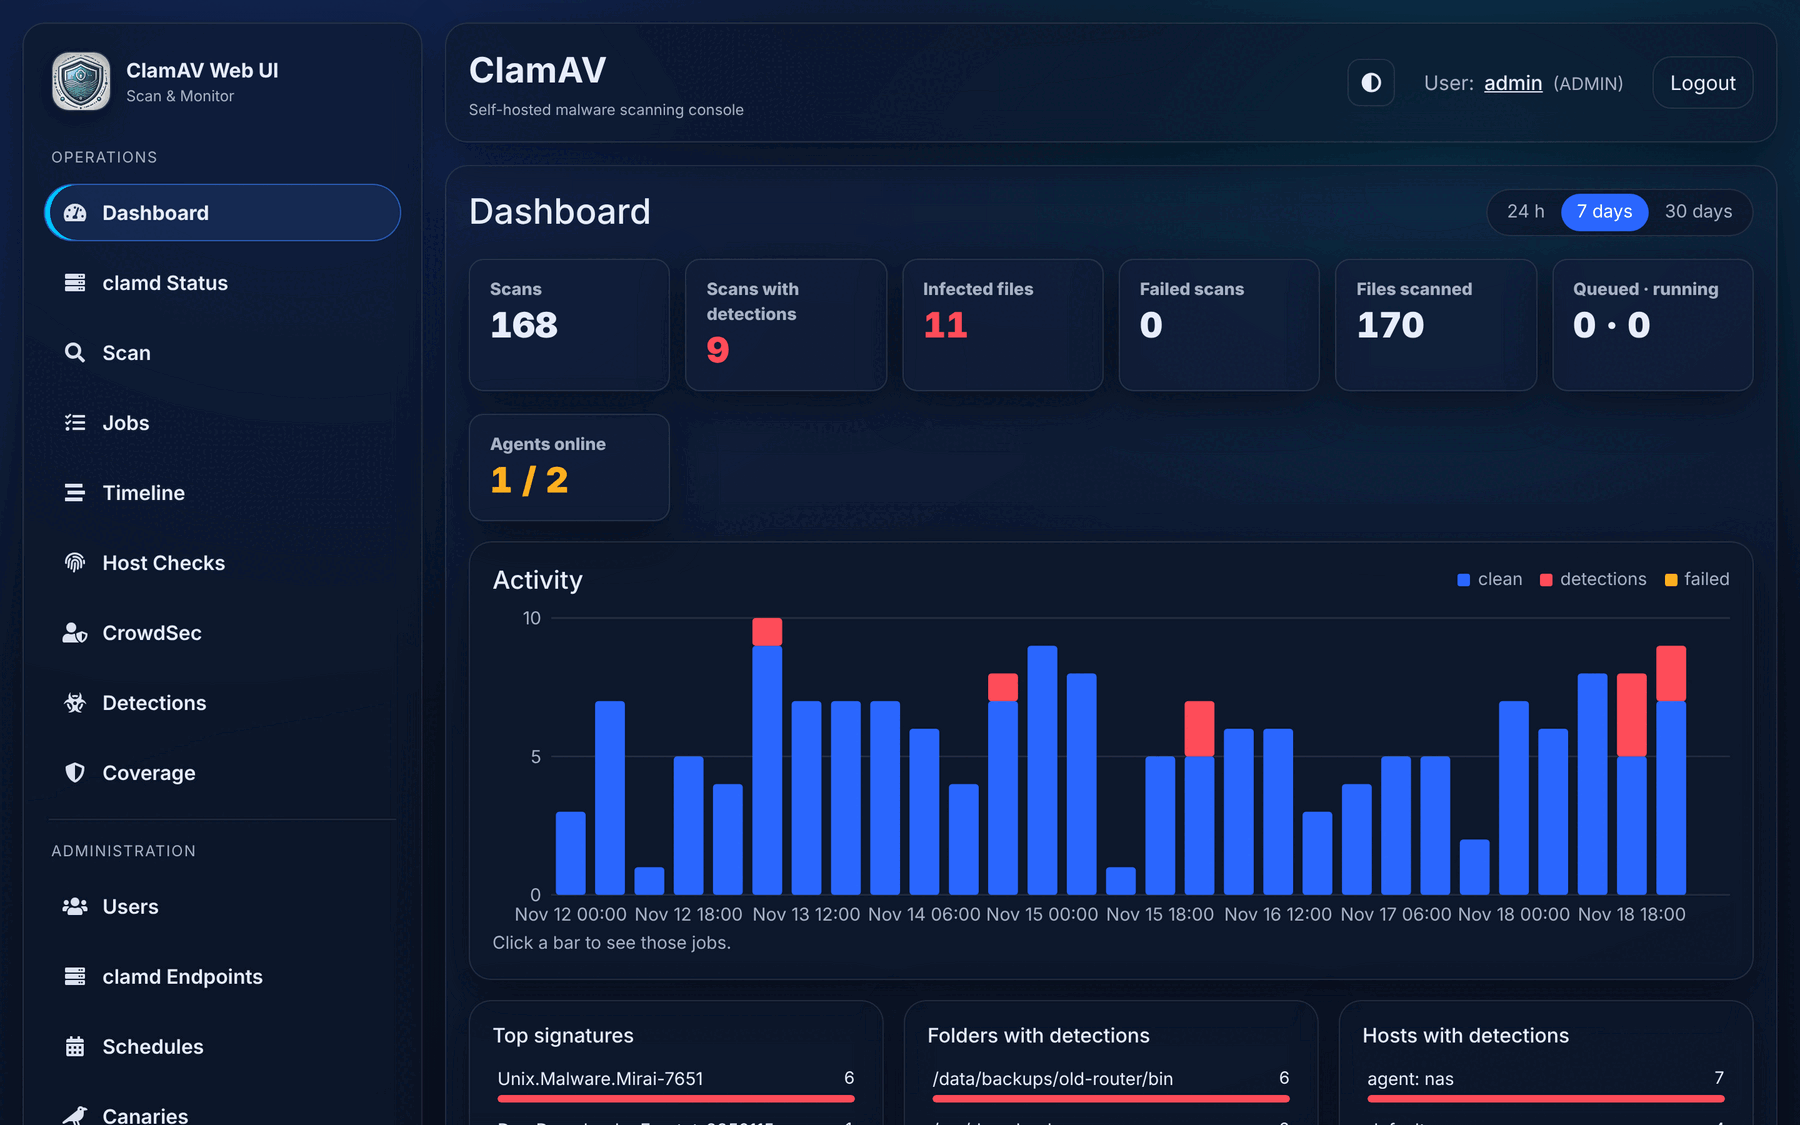 ClamAV Web UI
Scan & Monitor
OPERATIONS
Dashboard
clamd Status
Scan
Jobs
Timeline
Host Checks
CrowdSec
Detections
Coverage
ADMINISTRATION
Users
clamd Endpoints
Schedules
Canaries
ClamAV
Self-hosted malware scanning console
User: admin (ADMIN)
Logout
Dashboard
24 h
7 days
30 days
Scans
168
Scans with
detections
9
Infected files
11
Failed scans
0
Files scanned
170
Queued · running
0 · 0
Agents online
1 / 2
Activity
clean
detections
failed
10
5
0
Nov 12 00:00
Nov 12 18:00
Nov 13 12:00
Nov 14 06:00
Nov 15 00:00
Nov 15 18:00
Nov 16 12:00
Nov 17 06:00
Nov 18 00:00
Nov 18 18:00
Click a bar to see those jobs.
Top signatures
Unix.Malware.Mirai-7651 6
Folders with detections
/data/backups/old-router/bin 6
Hosts with detections
agent: nas 7